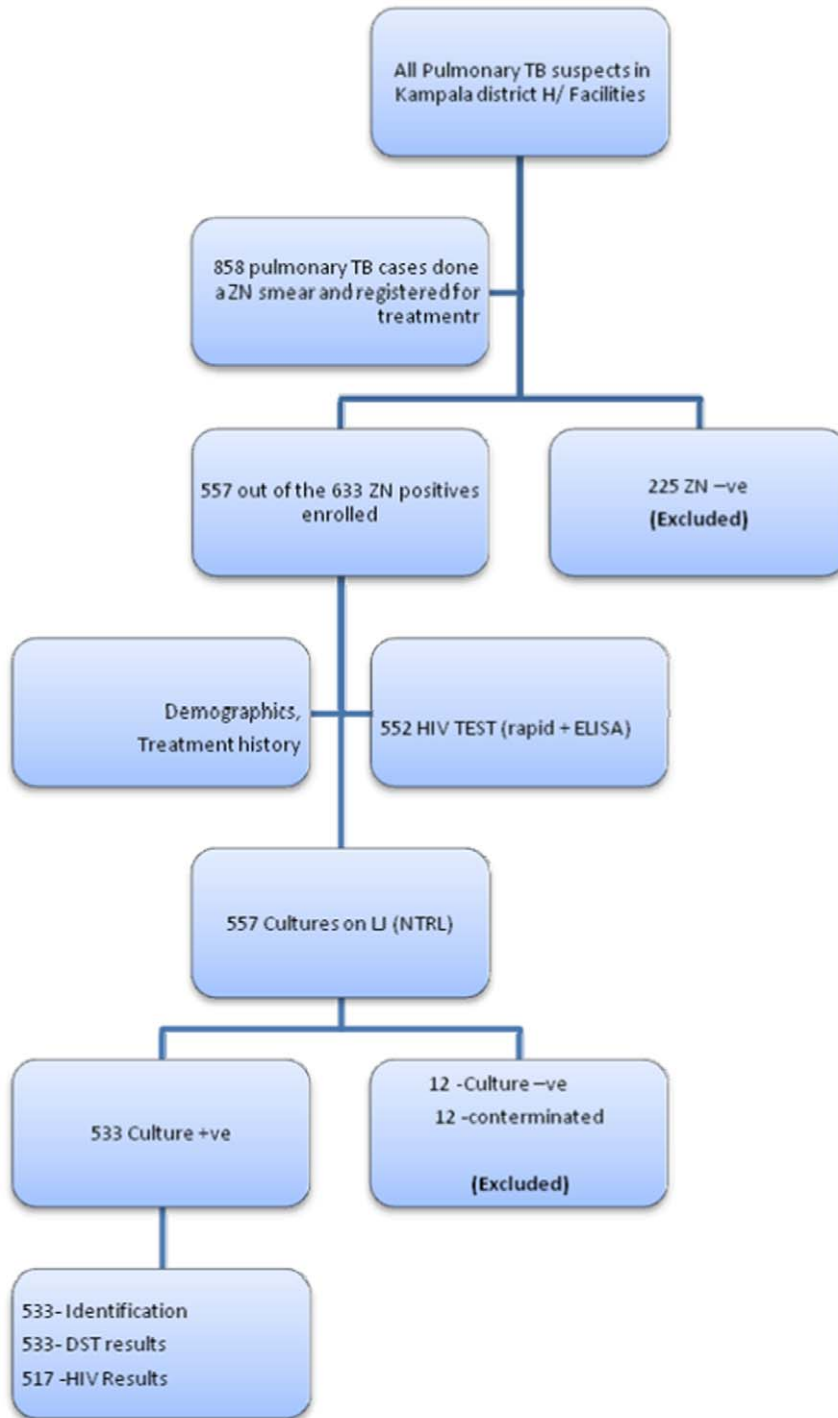 All Pulmonary TB suspects in
Kampala district H/ Facilities
858 pulmonary TB cases done
a ZN smear and registered for
treatmentr
557 out of the 633 ZN positives
enrolled
225 ZN –ve
(Excluded)
Demographics,
Treatment history
552 HIV TEST (rapid + ELISA)
557 Cultures on LJ (NTRL)
533 Culture +ve
12 -Culture –ve
12 -conterminated
(Excluded)
533- Identification
533- DST results
517 -HIV Results